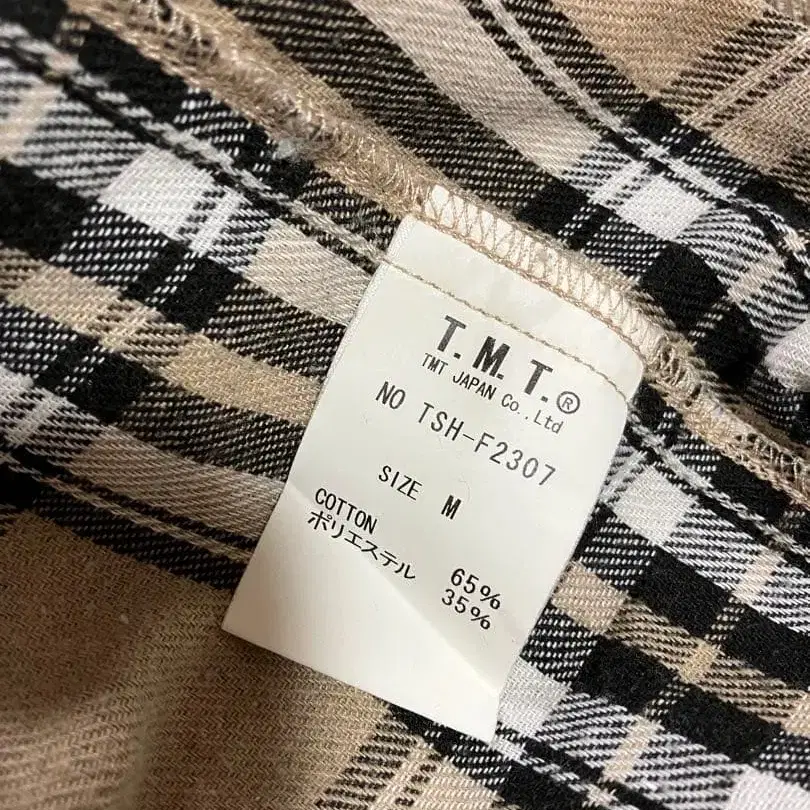 T.M.T.®
TMT JAPAN Co.,Ltd
NO TSH-F2307
SIZE M
COTTON 65%
ポリエステル 35%